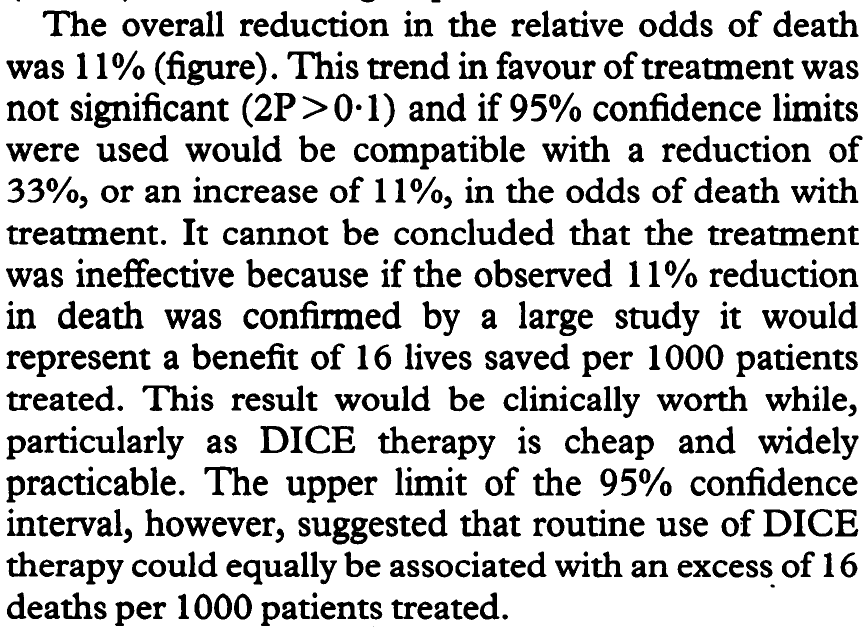 The overall reduction in the relative odds of death
was 11% (figure). This trend in favour of treatment was
not significant (2P>0·1) and if 95% confidence limits
were used would be compatible with a reduction of
33%, or an increase of 11%, in the odds of death with
treatment. It cannot be concluded that the treatment
was ineffective because if the observed 11% reduction
in death was confirmed by a large study it would
represent a benefit of 16 lives saved per 1000 patients
treated. This result would be clinically worth while,
particularly as DICE therapy is cheap and widely
practicable. The upper limit of the 95% confidence
interval, however, suggested that routine use of DICE
therapy could equally be associated with an excess of 16
deaths per 1000 patients treated.